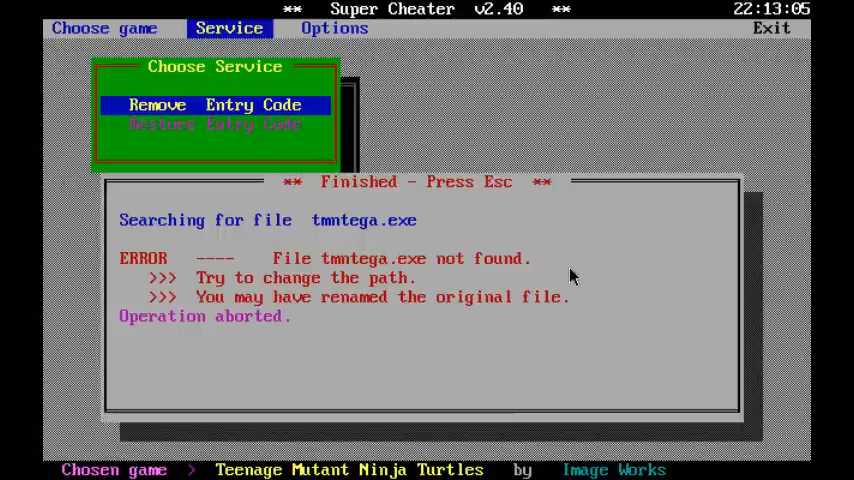 ** Super Cheater v2.40 ** 22:13:05
Choose game Service Options Exit
Choose Service
Remove Entry Code
Restore Entry Code
** Finished - Press Esc **
Searching for file tmntega.exe
ERROR ---- File tmntega.exe not found.
>>> Try to change the path.
>>> You may have renamed the original file.
Operation aborted.
Chosen game > Teenage Mutant Ninja Turtles by Image Works